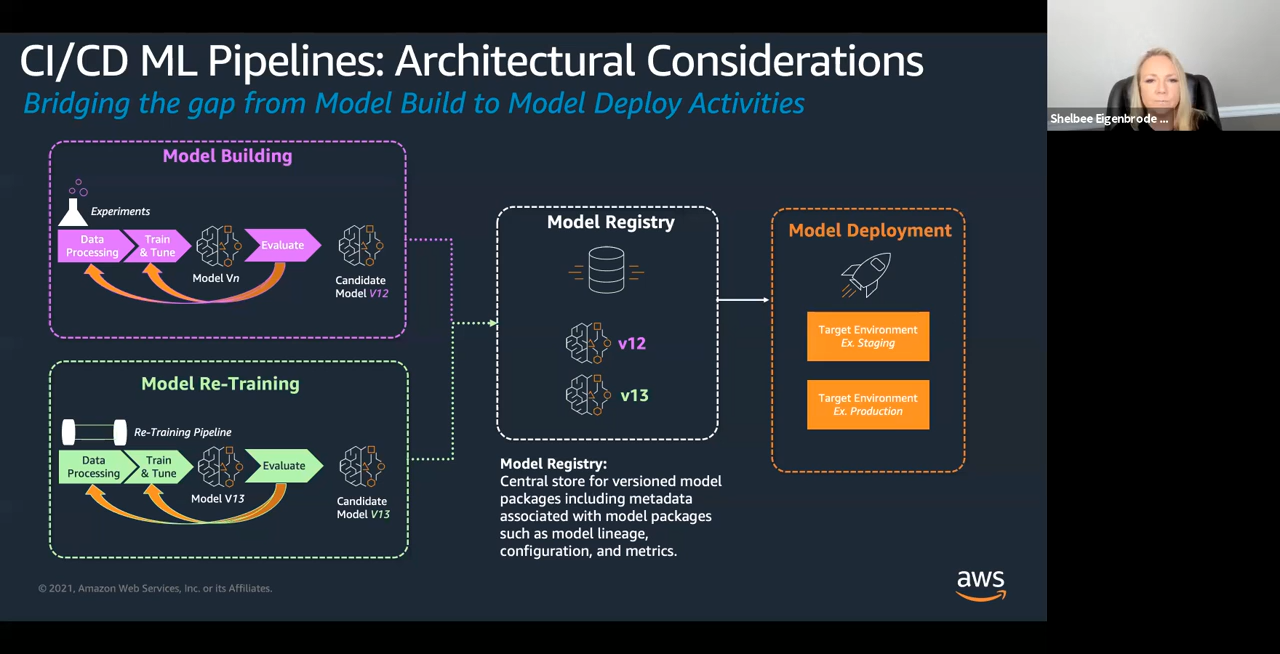 CI/CD ML Pipelines: Architectural Considerations
Bridging the gap from Model Build to Model Deploy Activities
Shelbee Eigenbrode ...
Model Building
Experiments
Data
Processing
Train
& Tune
Model Vn
Evaluate
Candidate
Model V12
Model Re-Training
Re-Training Pipeline
Data
Processing
Train
& Tune
Model V13
Evaluate
Candidate
Model V13
Model Registry
v12
v13
Model Registry:
Central store for versioned model
packages including metadata
associated with model packages
such as model lineage,
configuration, and metrics.
Model Deployment
Target Environment
Ex. Staging
Target Environment
Ex. Production
© 2021, Amazon Web Services, Inc. or its Affiliates.
aws